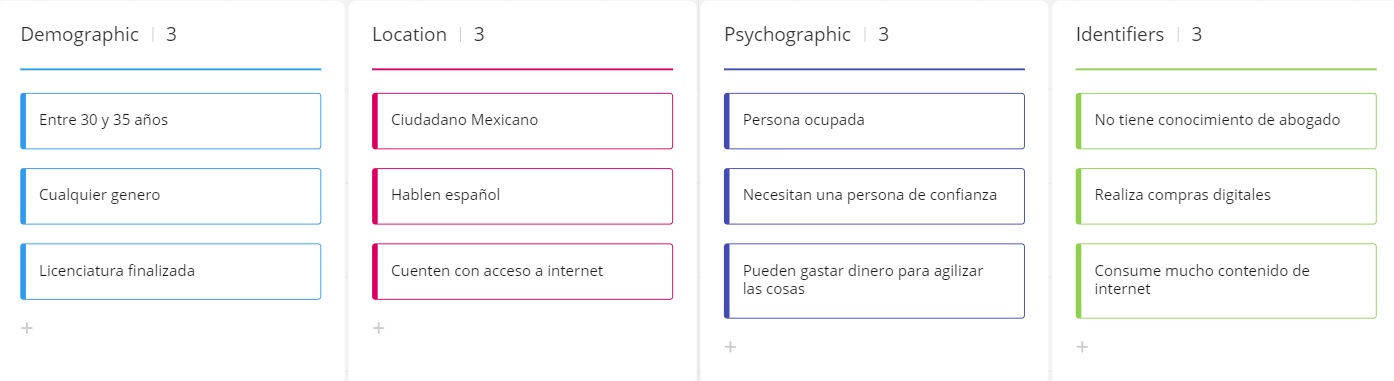 Demographic | 3
Entre 30 y 35 años
Cualquier genero
Licenciatura finalizada
+
Location | 3
Ciudadano Mexicano
Hablen español
Cuenten con acceso a internet
+
Psychographic | 3
Persona ocupada
Necesitan una persona de confianza
Pueden gastar dinero para agilizar
las cosas
+
Identifiers | 3
No tiene conocimiento de abogado
Realiza compras digitales
Consume mucho contenido de
internet
+